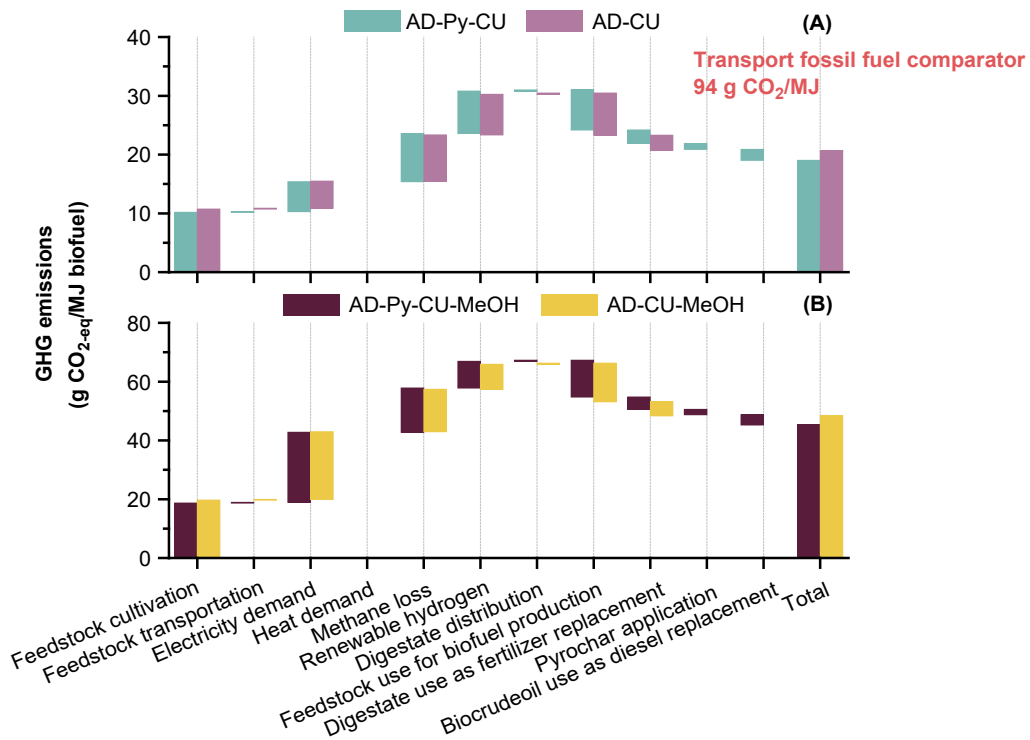 AD-Py-CU
AD-CU
(A)
Transport fossil fuel comparator
94 g CO2/MJ
40
30
20
10
0
AD-Py-CU-MeOH
AD-CU-MeOH
(B)
80
60
40
20
0
GHG emissions
(g CO2-eq/MJ biofuel)
Feedstock cultivation
Feedstock transportation
Electricity demand
Heat demand
Methane loss
Renewable hydrogen
Digestate distribution
Feedstock use for biofuel production
Digestate use as fertilizer replacement
Pyrochar application
Biocrudeoil use as diesel replacement
Total